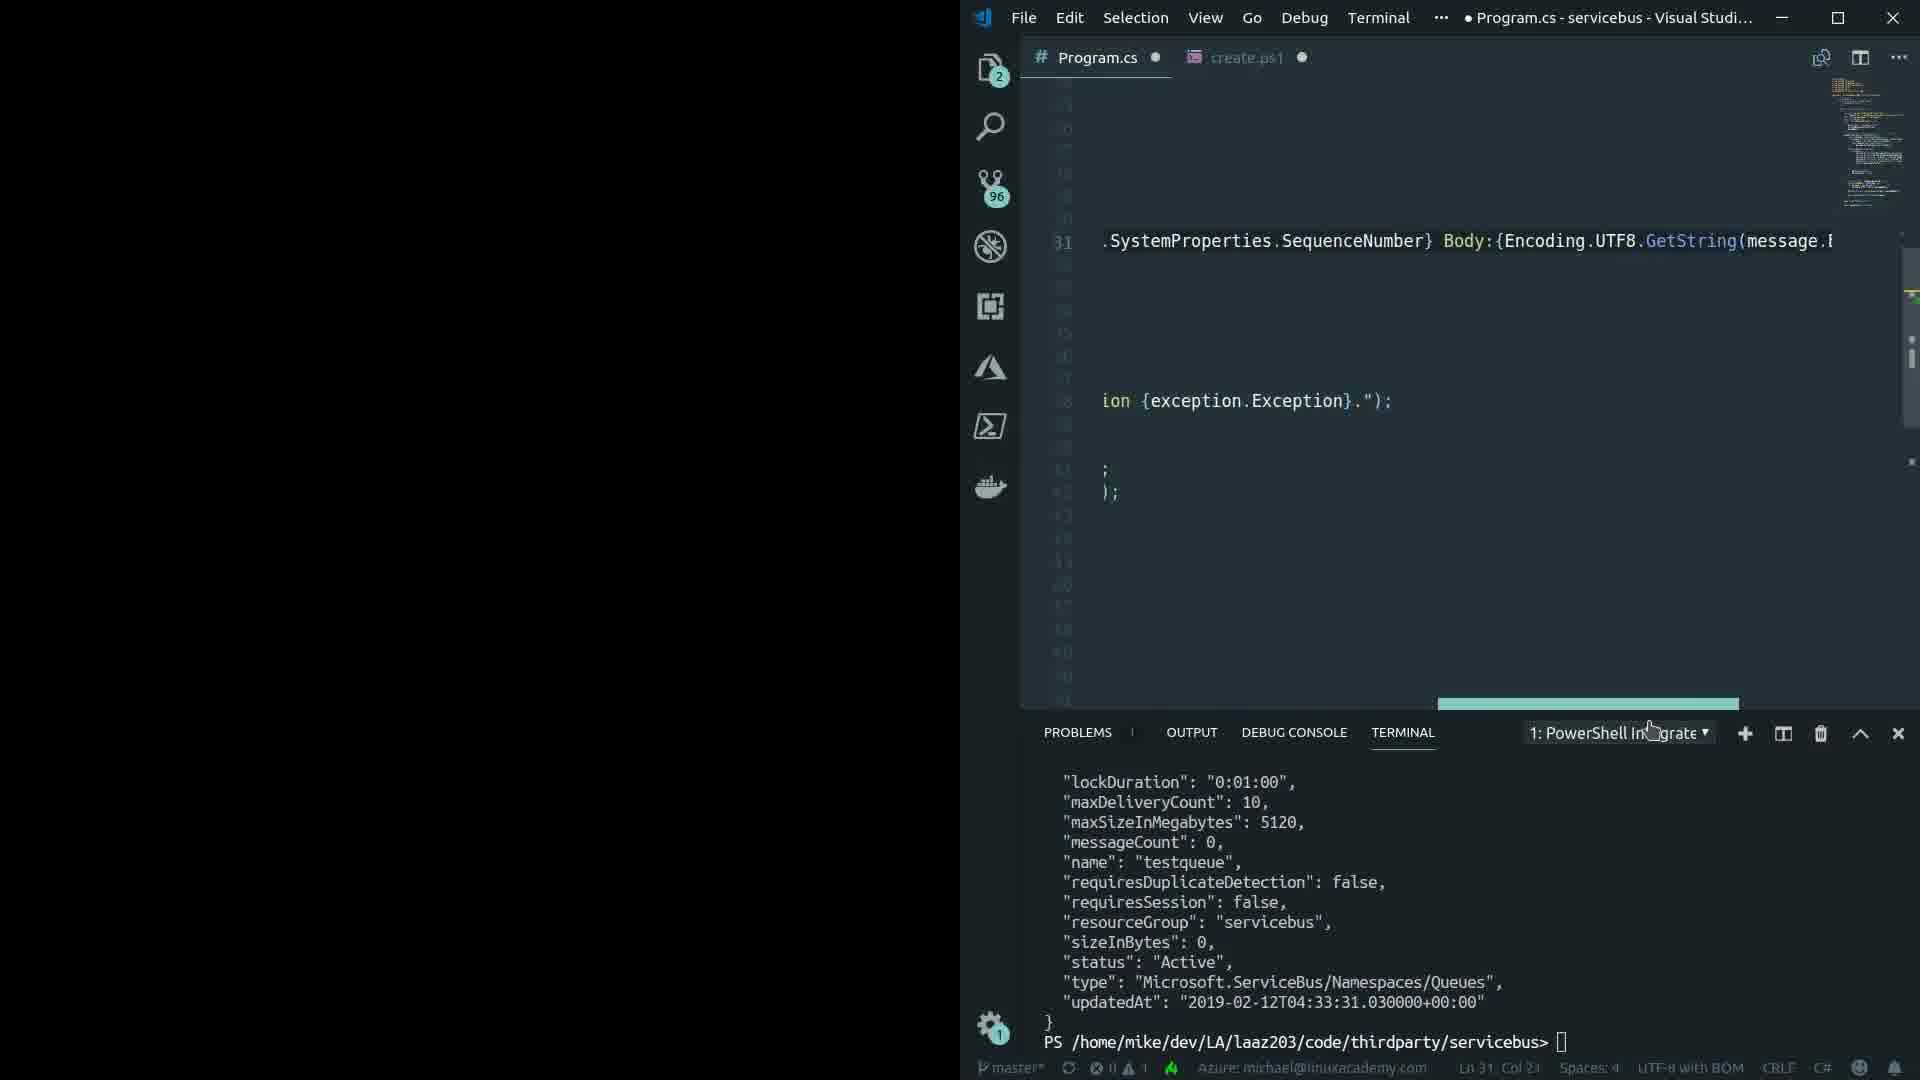 File Edit Selection View Go Debug Terminal ··· ● Program.cs - servicebus - Visual Studi...
# Program.cs ● create.ps1 ●
2
96
31 .SystemProperties.SequenceNumber} Body:{Encoding.UTF8.GetString(message.
ion {exception.Exception}.");
;
);
PROBLEMS OUTPUT DEBUG CONSOLE TERMINAL 1: PowerShell Integrate
"lockDuration": "0:01:00",
"maxDeliveryCount": 10,
"maxSizeInMegabytes": 5120,
"messageCount": 0,
"name": "testqueue",
"requiresDuplicateDetection": false,
"requiresSession": false,
"resourceGroup": "servicebus",
"sizeInBytes": 0,
"status": "Active",
"type": "Microsoft.ServiceBus/Namespaces/Queues",
"updatedAt": "2019-02-12T04:33:31.030000+00:00"
}
1
PS /home/mike/dev/LA/laaz203/code/thirdparty/servicebus>
master* 0 1 Azure: michael@linuxacademy.com Ln 31, Col 21 Spaces: 4 UTF-8 with BOM CRLF C#